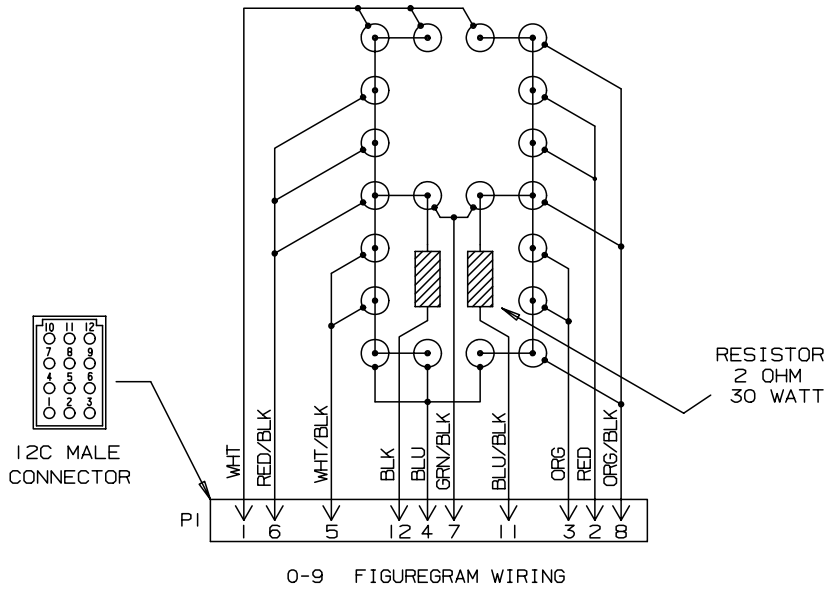 10 11 12
7 8 9
4 5 6
1 2 3
12C MALE
CONNECTOR
RESISTOR
2 OHM
30 WATT
WHT
RED/BLK
WHT/BLK
BLK
BLU
GRN/BLK
BLU/BLK
ORG
RED
ORG/BLK
P1
1 6 5 12 4 7 11 3 2 8
0-9 FIGUREGRAM WIRING